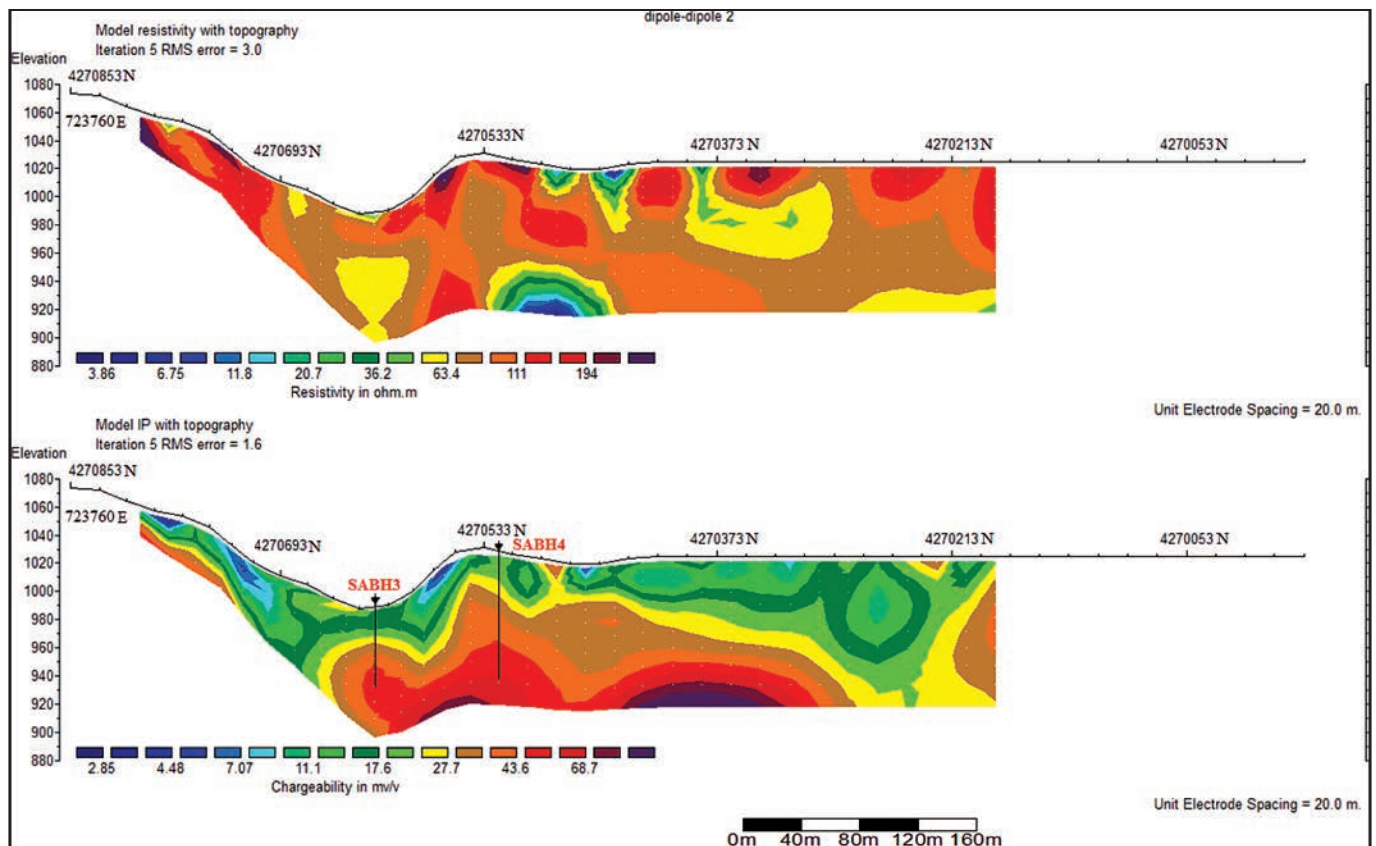 dipole-dipole 2
Model resistivity with topography
Iteration 5 RMS error = 3.0
Elevation
4270853N
1080
1060
723760E
1040
4270693N
4270533N
4270373N
4270213N
4270053N
1020
1000
980
960
940
920
900
880
3.86 6.75 11.8 20.7 36.2 63.4 111 194
Resistivity in ohm.m
Unit Electrode Spacing = 20.0 m.
Model IP with topography
Iteration 5 RMS error = 1.6
Elevation
4270853N
1080
1060
723760E
1040
4270693N
4270533N
4270373N
4270213N
4270053N
SABH4
SABH3
1020
1000
980
960
940
920
900
880
2.85 4.48 7.07 11.1 17.6 27.7 43.6 68.7
Chargeability in mv/v
Unit Electrode Spacing = 20.0 m.
0m 40m 80m 120m 160m